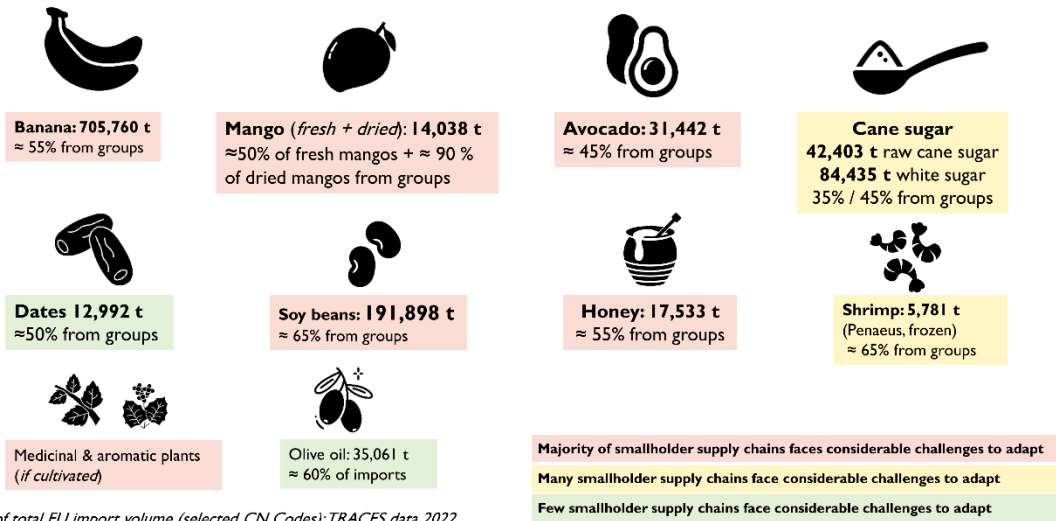 Banana: 705,760 t
≈ 55% from groups
Mango (fresh + dried): 14,038 t
≈50% of fresh mangos + ≈ 90 %
of dried mangos from groups
Avocado: 31,442 t
≈ 45% from groups
Cane sugar
42,403 t raw cane sugar
84,435 t white sugar
35% / 45% from groups
Dates 12,992 t
≈50% from groups
Soy beans: 191,898 t
≈ 65% from groups
Honey: 17,533 t
≈ 55% from groups
Shrimp: 5,781 t
(Penaeus, frozen)
≈ 65% from groups
Medicinal & aromatic plants
(if cultivated)
Olive oil: 35,061 t
≈ 60% of imports
Majority of smallholder supply chains faces considerable challenges to adapt
Many smallholder supply chains face considerable challenges to adapt
Few smallholder supply chains face considerable challenges to adapt
of total EU import volume (selected CN Codes): TRACES data 2022